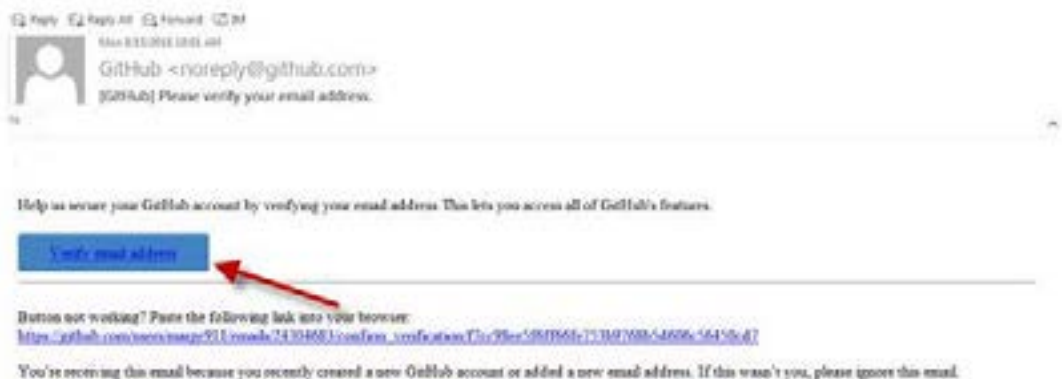 Reply Reply All Forward IM
GitHub <noreply@github.com>
[GitHub] Please verify your email address.
Help us secure your GitHub account by verifying your email address. This lets you access all of GitHub's features.
Verify email address
Button not working? Paste the following link into your browser:
You're receiving this email because you recently created a new GitHub account or added a new email address. If this wasn't you, please ignore this email.